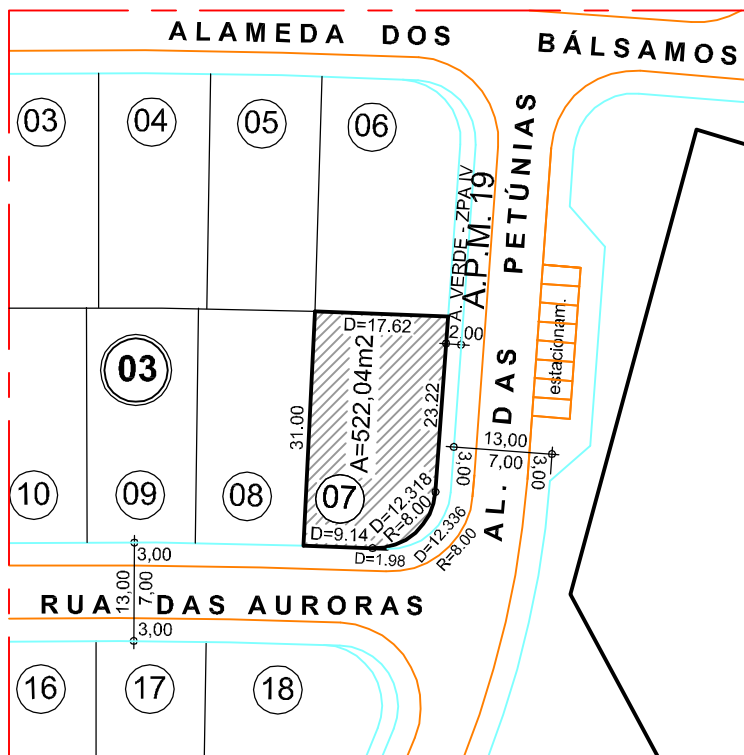 ALAMEDA DOS BÁLSAMOS
03
04
05
06
A. VERDE - ZPA IV
A.P.M. 19
AL. DAS PETÚNIAS
estacionam.
D=17.62
2,00
A=522,04m2
31.00
23.22
03
13,00
7,00
3,00
3,00
10
09
08
07
D=12.318
R=8.00
D=9.14
D=1.98
D=12.336
R=8.00
3,00
13,00
7,00
3,00
RUA DAS AURORAS
16
17
18